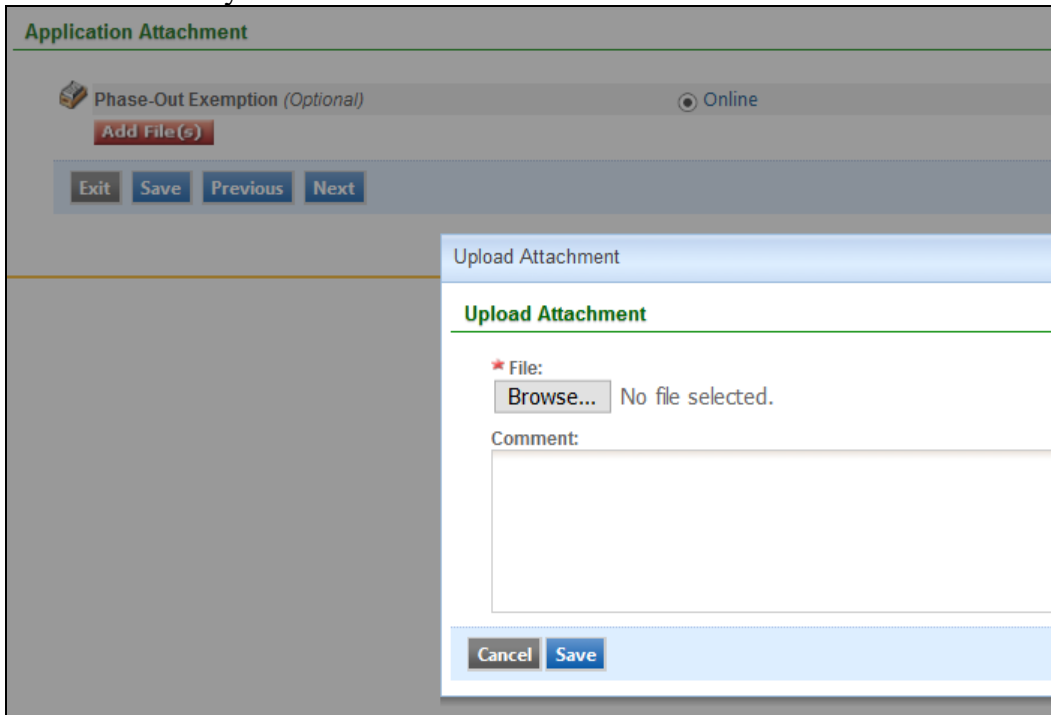 Application Attachment
Phase-Out Exemption (Optional) Online
Add File(s)
Exit Save Previous Next
Upload Attachment
Upload Attachment
* File:
Browse... No file selected.
Comment:
Cancel Save